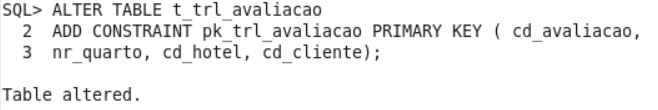 SQL> ALTER TABLE t_trl_avaliacao
2 ADD CONSTRAINT pk_trl_avaliacao PRIMARY KEY ( cd_avaliacao,
3 nr_quarto, cd_hotel, cd_cliente);
Table altered.